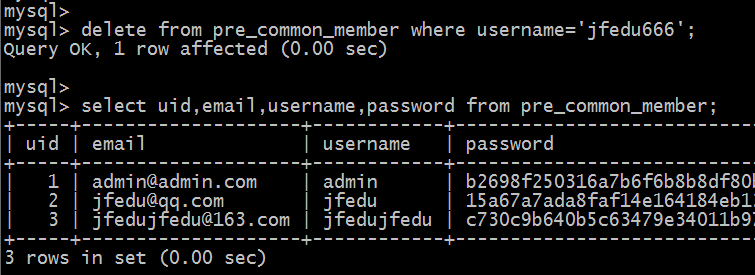 mysql>
mysql> delete from pre_common_member where username='jfedu666';
Query OK, 1 row affected (0.00 sec)
mysql>
mysql> select uid,email,username,password from pre_common_member;
+-----+--------------------+------------+---------------------------
| uid | email | username | password
+-----+--------------------+------------+---------------------------
| 1 | admin@admin.com | admin | b2698f250316a7b6f6b8b8df80
| 2 | jfedu@qq.com | jfedu | 15a67a7ada8faf14e164184eb1
| 3 | jfedujfedu@163.com | jfedujfedu | c730c9b640b5c63479e34011b9
+-----+--------------------+------------+---------------------------
3 rows in set (0.00 sec)